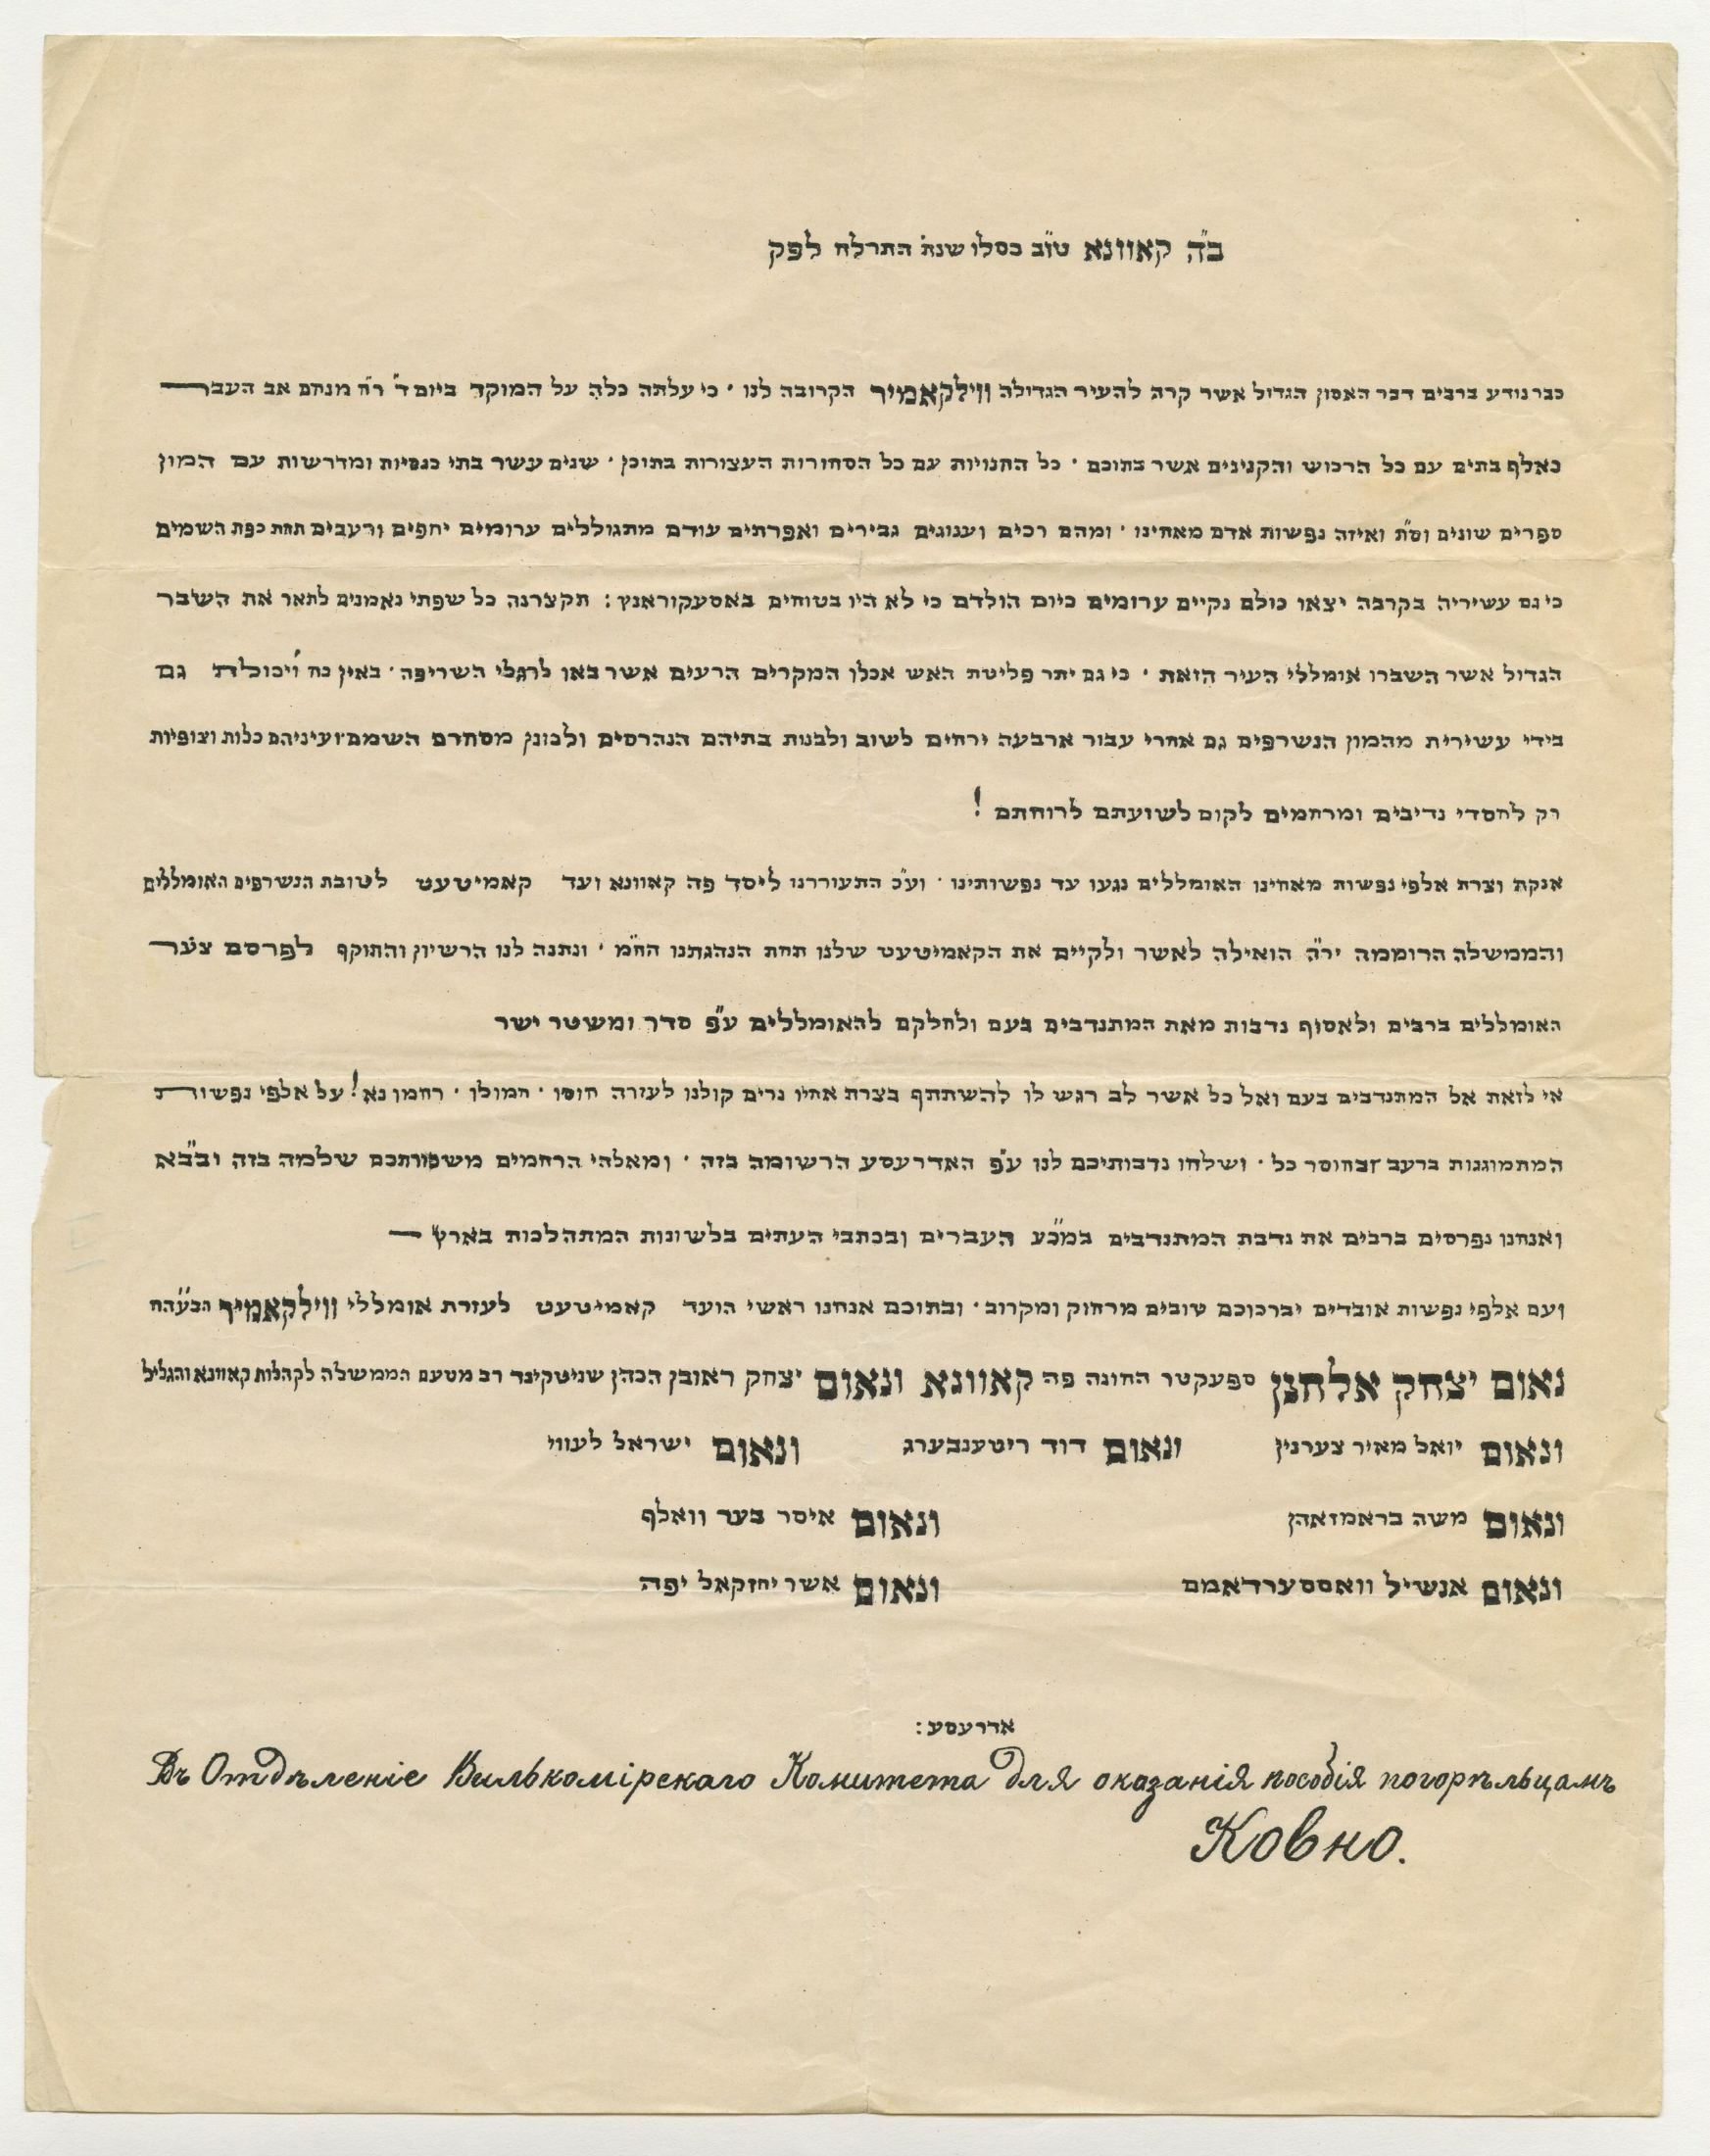 ב״ה קאוונא טו״ב כסלו שנת התרלח לפק
כבר נודע ברבים דבר האסון הגדול אשר קרה להעיר הגדולה ווילקאמיר הקרובה לנו ׳ כי עלתה כלה על המוקד ביום ד׳ ר״ח מנחם אב העבר
כאלף בתים עם כל הרכוש והקנינים אשר בתוכם ׳ כל החנויות עם כל הסחורות העצורות בתוכן ׳ שנים עשר בתי כנסיות ומדרשות עם המון
ספרים שונים וס״ת ואיזה נפשות אדם מאחינו ׳ ומהם רכים וענוגים גבירים ואפרתים עודם מתגוללים ערומים יחפים ורעבים תחת כפת השמים
כי גם עשיריה בקרבה יצאו כולם נקיים ערומים כיום הולדם כי לא היו בטוחים באסעקוראנץ : תקצרנה כל שפתי נאמנים לתאר את השבר
הגדול אשר השברו אומללי העיר הזאת ׳ כי גם יתר פליטת האש אכלו המקרים הרעים אשר באו לרגלי השריפה ׳ באין כח ויכולת גם
בידי עשירית מהמון הנשרפים גם אחרי עבור ארבעה ירחים לשוב ולבנות בתיהם הנהרסים ולכונן מסחרם השמם ועיניהם כלות וצופיות
רק לחסדי נדיבים ומרחמים לקום לשועתם לרוחתם !
אנקת וצרת אלפי נפשות מאחינו האומללים נגעו עד נפשותינו ׳ וע״כ התעוררנו ליסד פה קאוונא ועד קאמיטעט לטובת הנשרפים האומללים
והממשלה הרוממה יר״ה הואילה לאשר ולקיים את הקאמיטעט שלנו תחת הנהגתנו הח״מ ׳ ונתנה לנו הרשיון והתוקף לפרסם צער
האומללים ברבים ולאסוף נדבות מאת המתנדבים בעם ולחלקם להאומללים ע״פ סדר ומשטר ישר
אי לזאת אל המתנדבים בעם ואל כל אשר לב רגש לו להשתתף בצרת אחיו נרים קולנו לעזרה חוסו ׳ חמולו ׳ רחמו נא! על אלפי נפשות
המתמוגגות ברעב ובחוסר כל ׳ ושלחו נדבותיכם לנו ע״פ האדרעסע הרשומה בזה ׳ ומאלהי הרחמים משכורתכם שלמה בזה ובב״א
ואנחנו נפרסים ברבים את נדבת המתנדבים במ״כע העברים ובכתבי העתים בלשונות המתהלכות בארץ —
ועם אלפי נפשות אובדים יברכוכם טובים מרחוק ומקרוב ׳ ובתוכם אנחנו ראשי הועד קאמיטעט לעזרת אומללי ווילקאמיר הבע״הח
נאום יצחק אלחנן ספעקטר החונה פה קאוונא ונאום יצחק ראובן הכהן שניטקינד רב מטעם הממשלה לקהלות קאוונא והגליל
ונאום יואל מאיר צערנין ונאום דוד ריטענבערג ונאום ישראל לעווי
ונאום משה בראמזאהן ונאום איסר בער וואלף
ונאום אנשיל וואססערדאמם ונאום אשר יחזקאל יפה
אדרעסע :
Въ Отдѣленіе Вилькомірскаго Комитета для оказанія пособія погорѣльцамъ
Ковно.